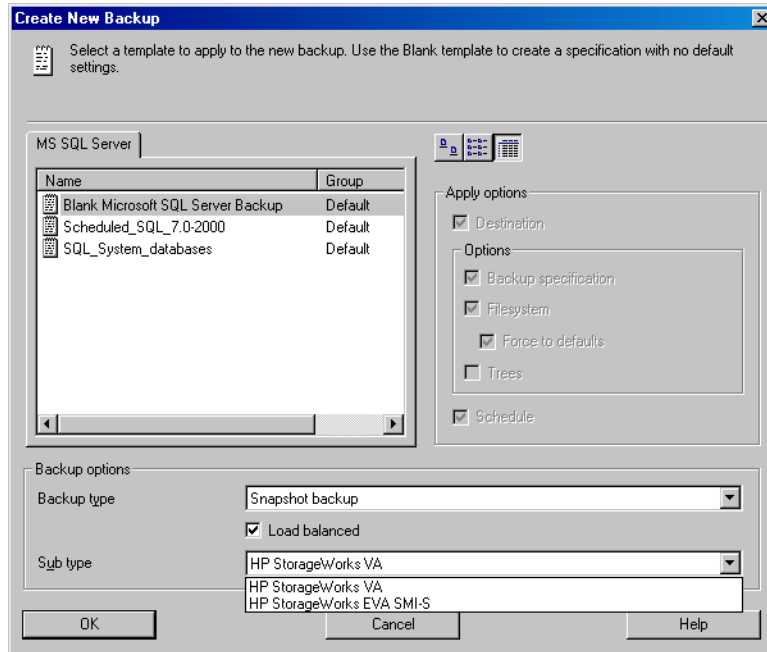 Create New Backup
Select a template to apply to the new backup. Use the Blank template to create a specification with no default
settings.
MS SQL Server
Name Group
Blank Microsoft SQL Server Backup Default
Scheduled_SQL_7.0-2000 Default
SQL_System_databases Default
Apply options
Destination
Options
Backup specification
Filesystem
Force to defaults
Trees
Schedule
Backup options
Backup type Snapshot backup
Load balanced
Sub type HP StorageWorks VA
HP StorageWorks VA
HP StorageWorks EVA SMI-S
OK Cancel Help